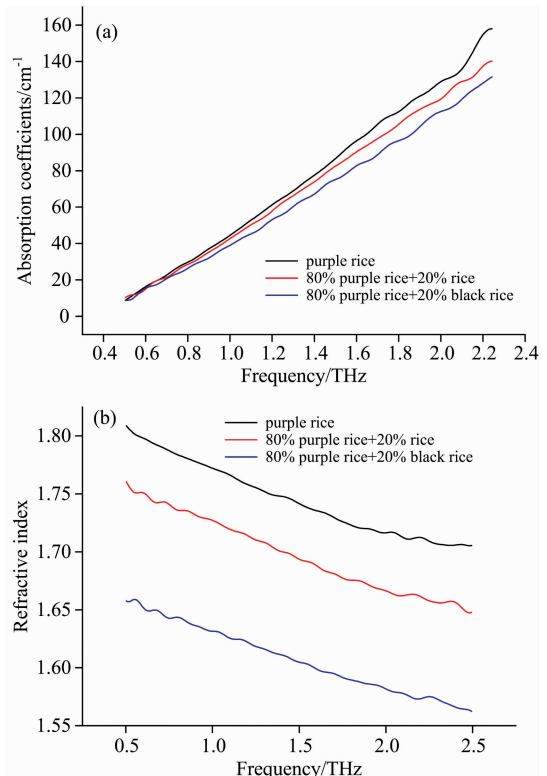 (a)
160
140
120
100
80
60
40
20
0
Absorption coefficients/cm⁻¹
purple rice
80% purple rice+20% rice
80% purple rice+20% black rice
0.4 0.6 0.8 1.0 1.2 1.4 1.6 1.8 2.0 2.2 2.4
Frequency/THz
(b)
purple rice
80% purple rice+20% rice
80% purple rice+20% black rice
1.80
1.75
1.70
1.65
1.60
1.55
Refractive index
0.5 1.0 1.5 2.0 2.5
Frequency/THz